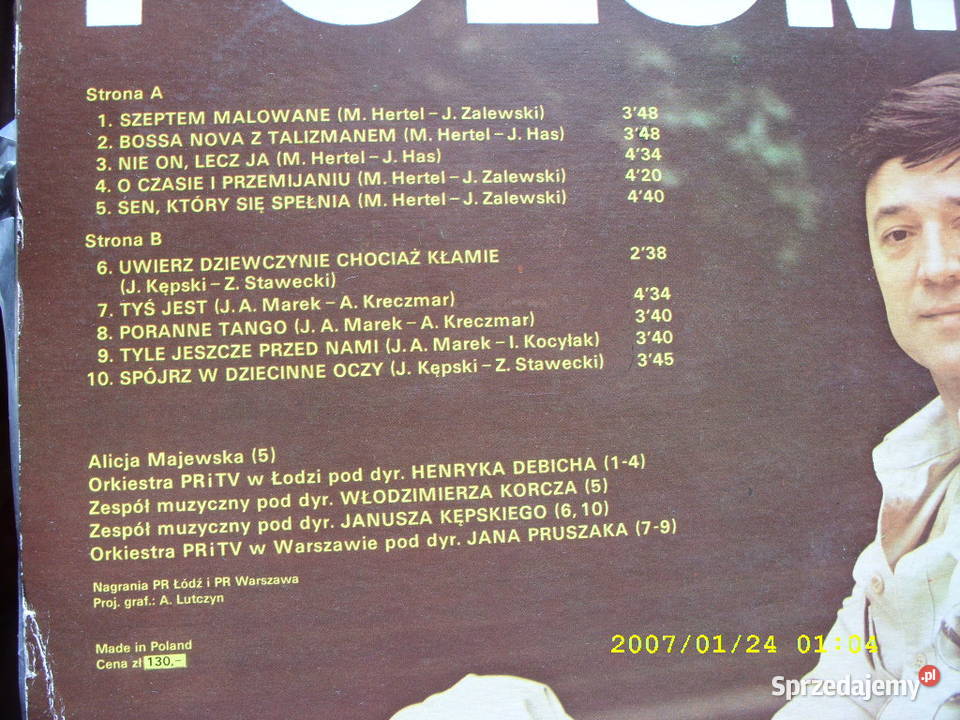 Strona A
1. SZEPTEM MALOWANE (M. Hertel – J. Zalewski) 3'48
2. BOSSA NOVA Z TALIZMANEM (M. Hertel – J. Has) 3'48
3. NIE ON, LECZ JA (M. Hertel – J. Has) 4'34
4. O CZASIE I PRZEMIJANIU (M. Hertel – J. Zalewski) 4'20
5. SEN, KTÓRY SIĘ SPEŁNIA (M. Hertel – J. Zalewski) 4'40
Strona B
6. UWIERZ DZIEWCZYNIE CHOCIAŻ KŁAMIE 2'38
(J. Kępski – Z. Stawecki)
7. TYŚ JEST (J. A. Marek – A. Kreczmar) 4'34
8. PORANNE TANGO (J. A. Marek – A. Kreczmar) 3'40
9. TYLE JESZCZE PRZED NAMI (J. A. Marek – I. Kocyłak) 3'40
10. SPÓJRZ W DZIECINNE OCZY (J. Kępski – Z. Stawecki) 3'45
Alicja Majewska (5)
Orkiestra PRiTV w Łodzi pod dyr. HENRYKA DEBICHA (1-4)
Zespół muzyczny pod dyr. WŁODZIMIERZA KORCZA (5)
Zespół muzyczny pod dyr. JANUSZA KĘPSKIEGO (6, 10)
Orkiestra PRiTV w Warszawie pod dyr. JANA PRUSZAKA (7-9)
Nagrania PR Łódź i PR Warszawa
Proj. graf.: A. Lutczyn
Made in Poland
Cena zł 130,-
2007/01/24 01:04
Sprzedajemy.pl